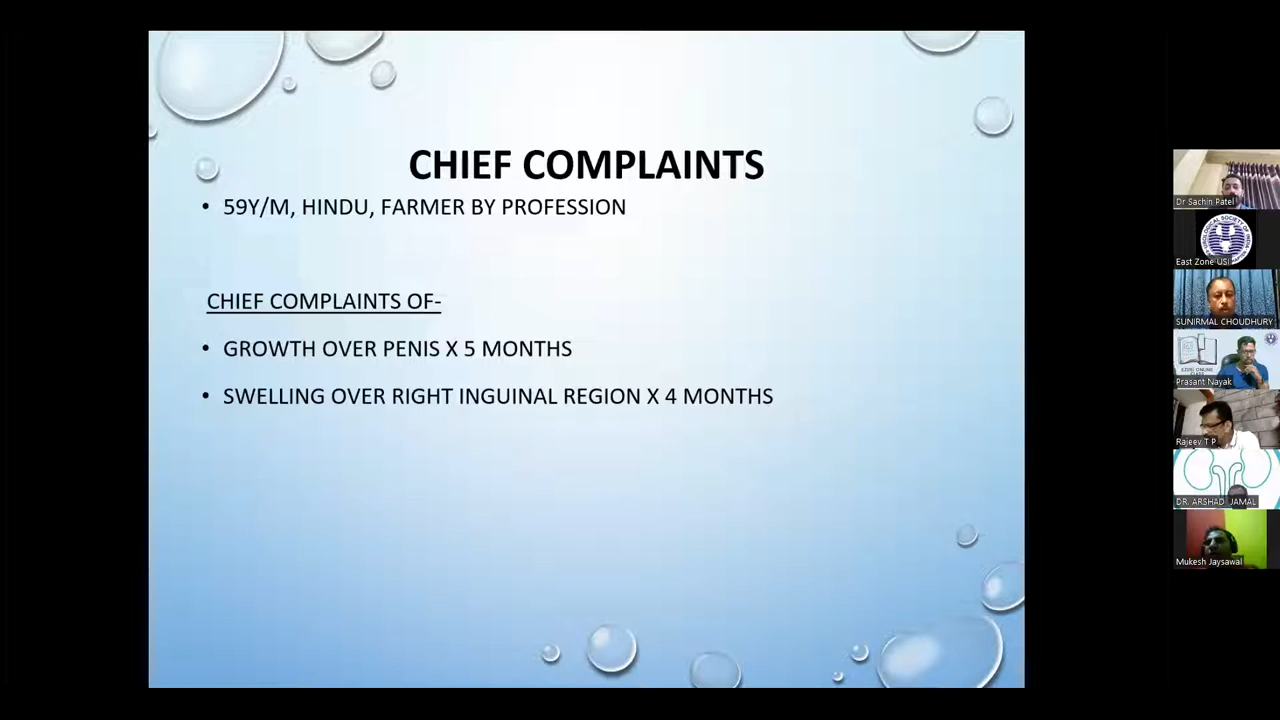 CHIEF COMPLAINTS
• 59Y/M, HINDU, FARMER BY PROFESSION
CHIEF COMPLAINTS OF-
• GROWTH OVER PENIS X 5 MONTHS
• SWELLING OVER RIGHT INGUINAL REGION X 4 MONTHS
Dr Sachin Patel
East Zone USI
SUNIRMAL CHOUDHURY
Prasant Nayak
Rajeev T P
DR. ARSHAD JAMAL
Mukesh Jaysawal